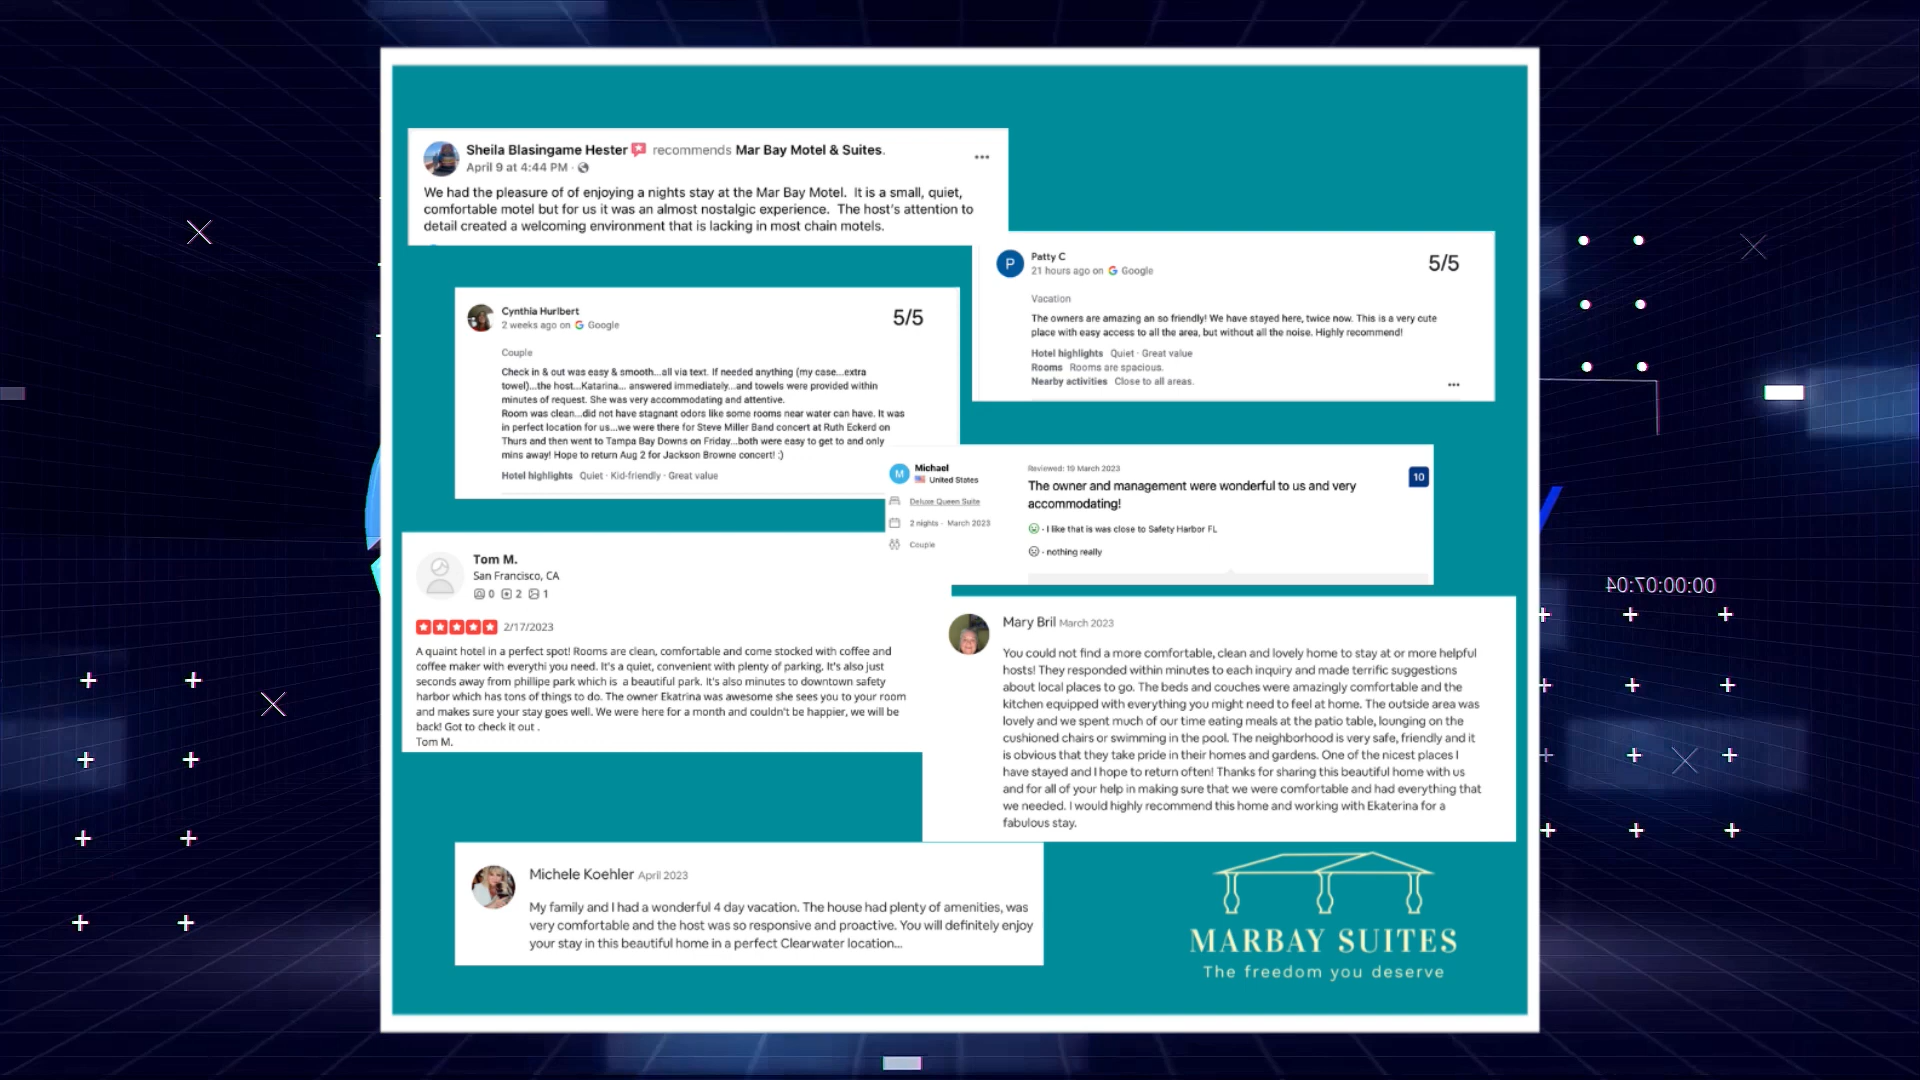 Sheila Blasingame Hester recommends Mar Bay Motel & Suites.
April 9 at 4:44 PM ·
We had the pleasure of of enjoying a nights stay at the Mar Bay Motel. It is a small, quiet,
comfortable motel but for us it was an almost nostalgic experience. The host's attention to
detail created a welcoming environment that is lacking in most chain motels.
P
Patty C
21 hours ago on Google
5/5
Vacation
The owners are amazing an so friendly! We have stayed here, twice now. This is a very cute
place with easy access to all the area, but without all the noise. Highly recommend!
Hotel highlights Quiet · Great value
Rooms Rooms are spacious.
Nearby activities Close to all areas.
Cynthia Hurlbert
2 weeks ago on Google
5/5
Couple
Check in & out was easy & smooth...all via text. If needed anything (my case...extra
towel)...the host...Katarina... answered immediately...and towels were provided within
minutes of request. She was very accommodating and attentive.
Room was clean...did not have stagnant odors like some rooms near water can have. It was
in perfect location for us...we were there for Steve Miller Band concert at Ruth Eckerd on
Thurs and then went to Tampa Bay Downs on Friday...both were easy to get to and only
mins away! Hope to return Aug 2 for Jackson Browne concert! :)
Hotel highlights Quiet · Kid-friendly · Great value
M
Michael
United States
Deluxe Queen Suite
2 nights · March 2023
Couple
Reviewed: 19 March 2023
10
The owner and management were wonderful to us and very
accommodating!
- I like that is was close to Safety Harbor FL
- nothing really
Tom M.
San Francisco, CA
0 2 1
2/17/2023
A quaint hotel in a perfect spot! Rooms are clean, comfortable and come stocked with coffee and
coffee maker with everythi you need. It's a quiet, convenient with plenty of parking. It's also just
seconds away from phillipe park which is a beautiful park. It's also minutes to downtown safety
harbor which has tons of things to do. The owner Ekatrina was awesome she sees you to your room
and makes sure your stay goes well. We were here for a month and couldn't be happier, we will be
back! Got to check it out .
Tom M.
Mary Bril March 2023
You could not find a more comfortable, clean and lovely home to stay at or more helpful
hosts! They responded within minutes to each inquiry and made terrific suggestions
about local places to go. The beds and couches were amazingly comfortable and the
kitchen equipped with everything you might need to feel at home. The outside area was
lovely and we spent much of our time eating meals at the patio table, lounging on the
cushioned chairs or swimming in the pool. The neighborhood is very safe, friendly and it
is obvious that they take pride in their homes and gardens. One of the nicest places I
have stayed and I hope to return often! Thanks for sharing this beautiful home with us
and for all of your help in making sure that we were comfortable and had everything that
we needed. I would highly recommend this home and working with Ekaterina for a
fabulous stay.
Michele Koehler April 2023
My family and I had a wonderful 4 day vacation. The house had plenty of amenities, was
very comfortable and the host was so responsive and proactive. You will definitely enjoy
your stay in this beautiful home in a perfect Clearwater location...
MARBAY SUITES
The freedom you deserve
00:00:07:04